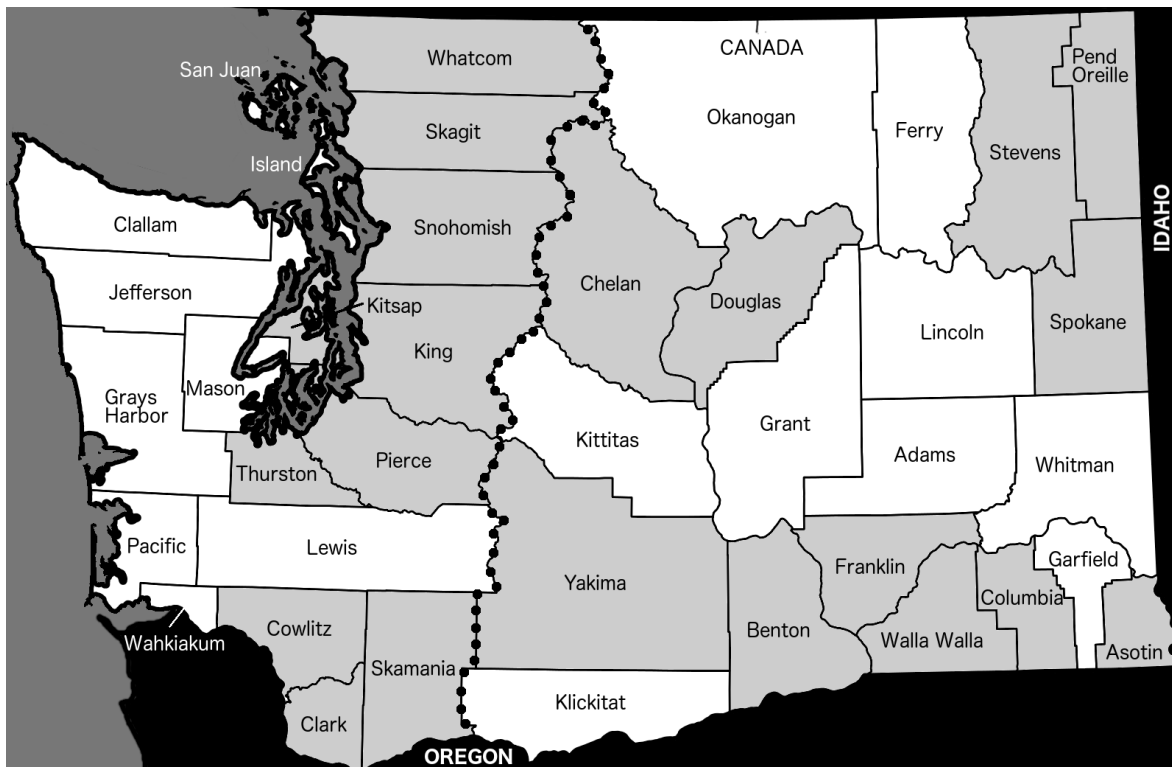 CANADA
Whatcom
Pend
Oreille
San Juan
Okanogan
Skagit
Ferry
Stevens
Island
IDAHO
Clallam
Snohomish
Chelan
Jefferson
Douglas
Kitsap
Lincoln
Spokane
King
Mason
Grays
Harbor
Grant
Kittitas
Adams
Pierce
Whitman
Thurston
Pacific
Lewis
Garfield
Franklin
Yakima
Columbia
Cowlitz
Benton
Wahkiakum
Walla Walla
Asotin
Skamania
Klickitat
Clark
OREGON